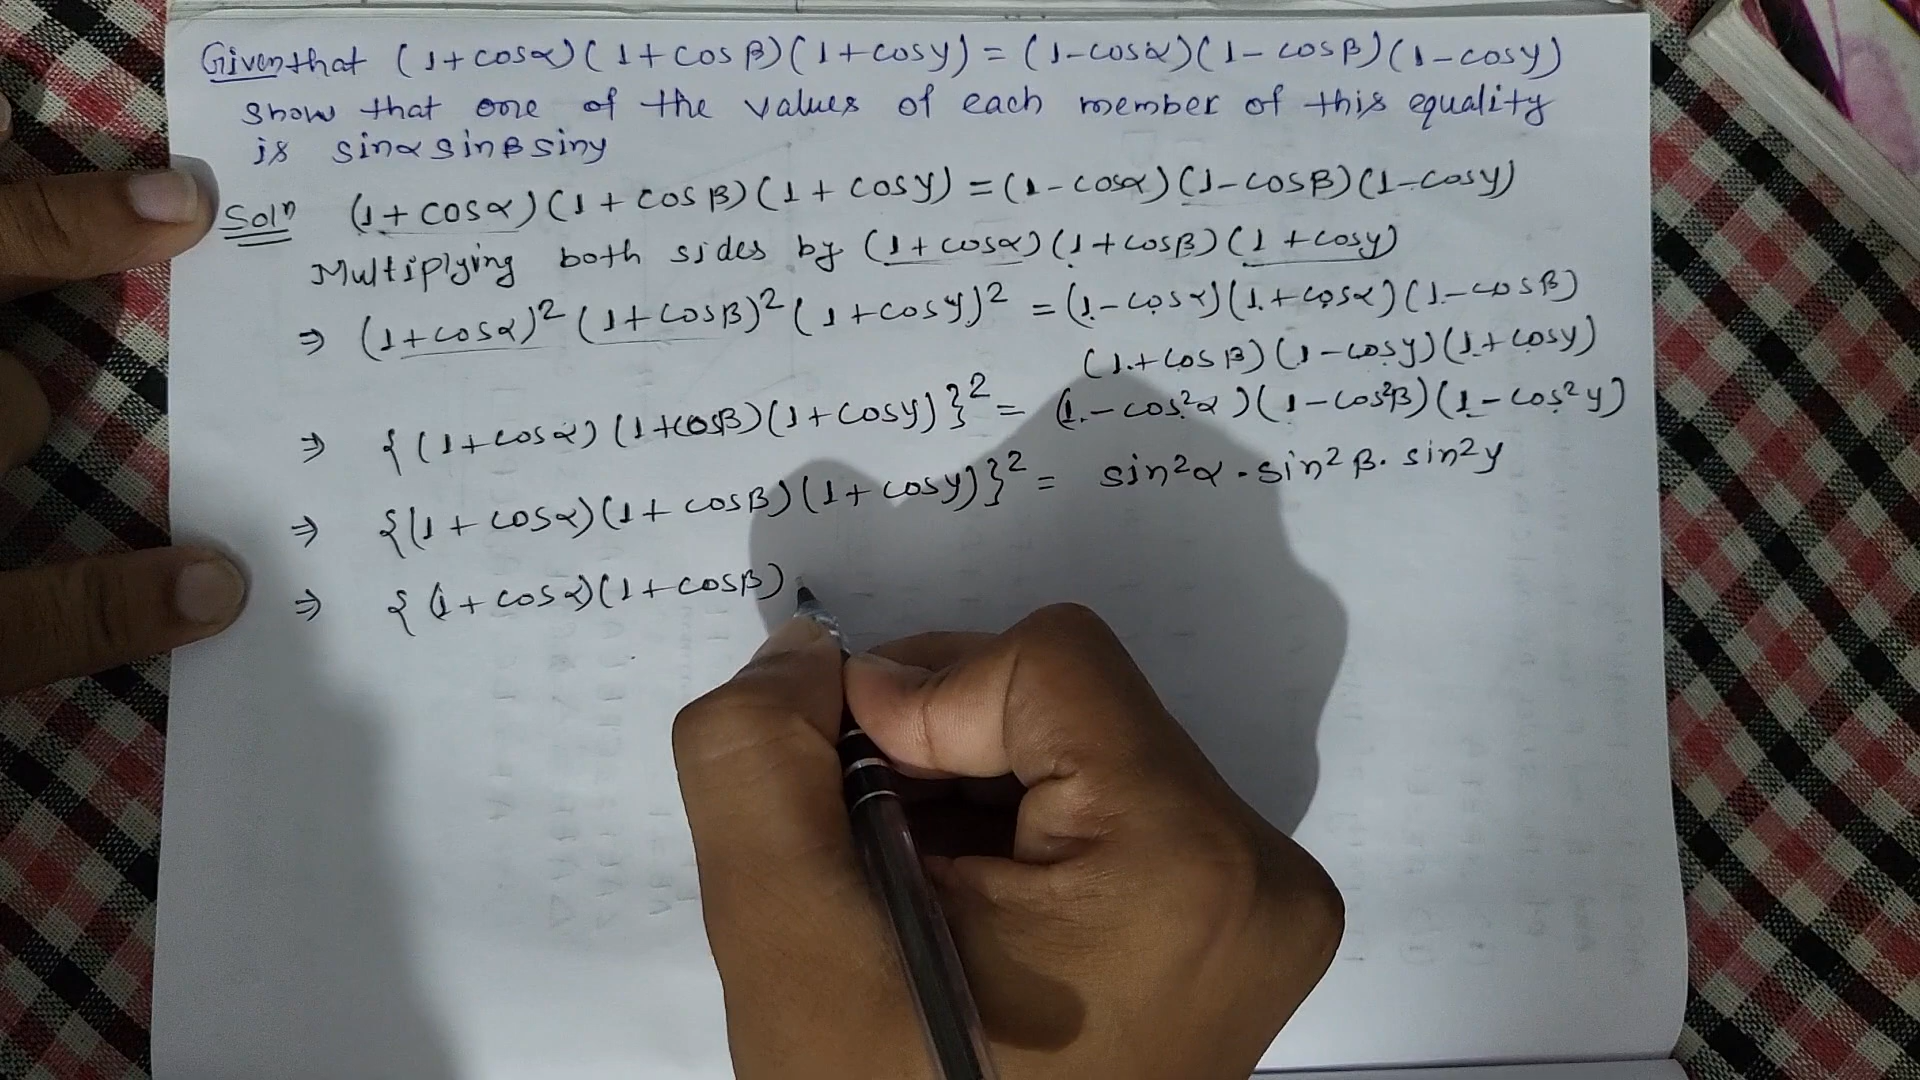 Given that (1+cosα)(1+cosβ)(1+cosy) = (1-cosα)(1-cosβ)(1-cosy)
show that one of the values of each member of this equality
is sinα sinβ siny
Solⁿ (1+cosα)(1+cosβ)(1+cosy) = (1-cosα)(1-cosβ)(1-cosy)
Multiplying both sides by (1+cosα)(1+cosβ)(1+cosy)
⇒ (1+cosα)² (1+cosβ)² (1+cosy)² = (1-cosα)(1+cosα)(1-cosβ)
(1+cosβ)(1-cosy)(1+cosy)
⇒ {(1+cosα)(1+cosβ)(1+cosy)}² = (1-cos²α)(1-cos²β)(1-cos²y)
⇒ {(1+cosα)(1+cosβ)(1+cosy)}² = sin²α · sin²β · sin²y
⇒ {(1+cosα)(1+cosβ)